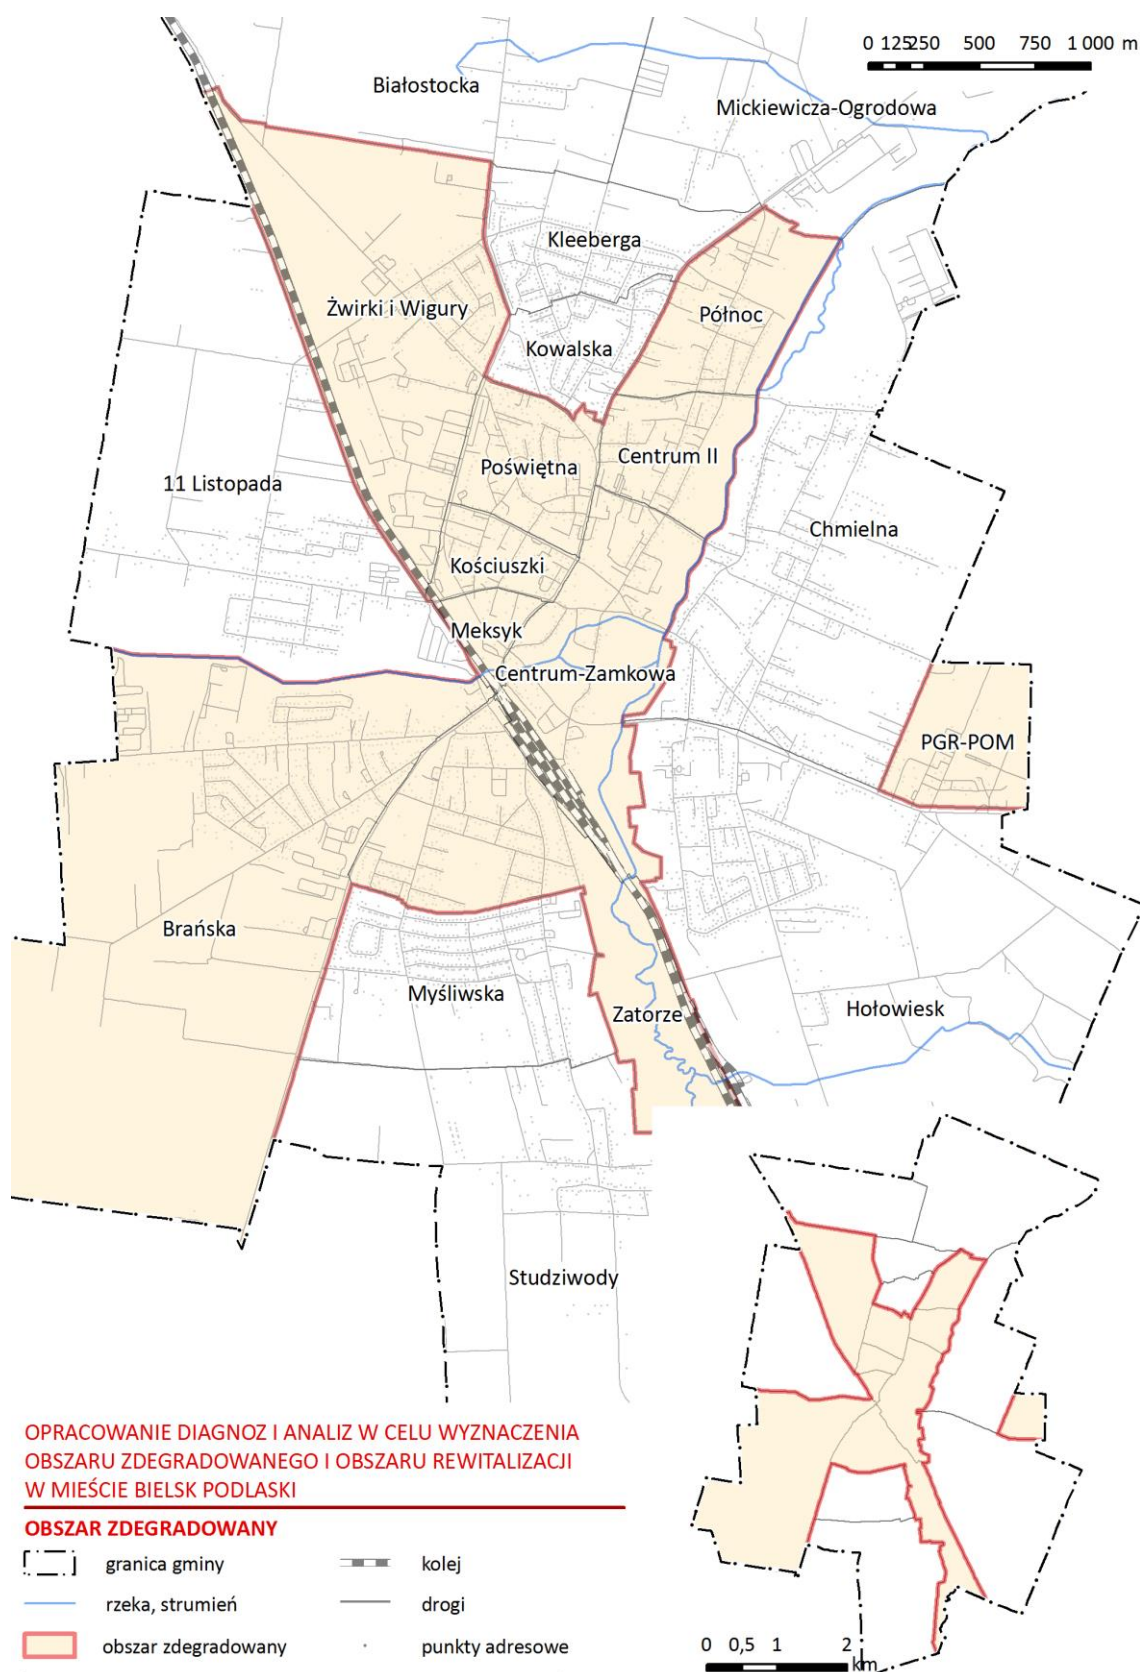 0 125250 500 750 1 000 m
Białostocka
Mickiewicza-Ogrodowa
Kleeberga
Żwirki i Wigury
Północ
Kowalska
Poświętna
Centrum II
11 Listopada
Chmielna
Kościuszki
Meksyk
Centrum-Zamkowa
PGR-POM
Brańska
Myśliwska
Zatorze
Hołowiesk
Studziwody
OPRACOWANIE DIAGNOZ I ANALIZ W CELU WYZNACZENIA
OBSZARU ZDEGRADOWANEGO I OBSZARU REWITALIZACJI
W MIEŚCIE BIELSK PODLASKI
OBSZAR ZDEGRADOWANY
granica gminy
kolej
rzeka, strumień
drogi
obszar zdegradowany
punkty adresowe
0 0,5 1 2
km